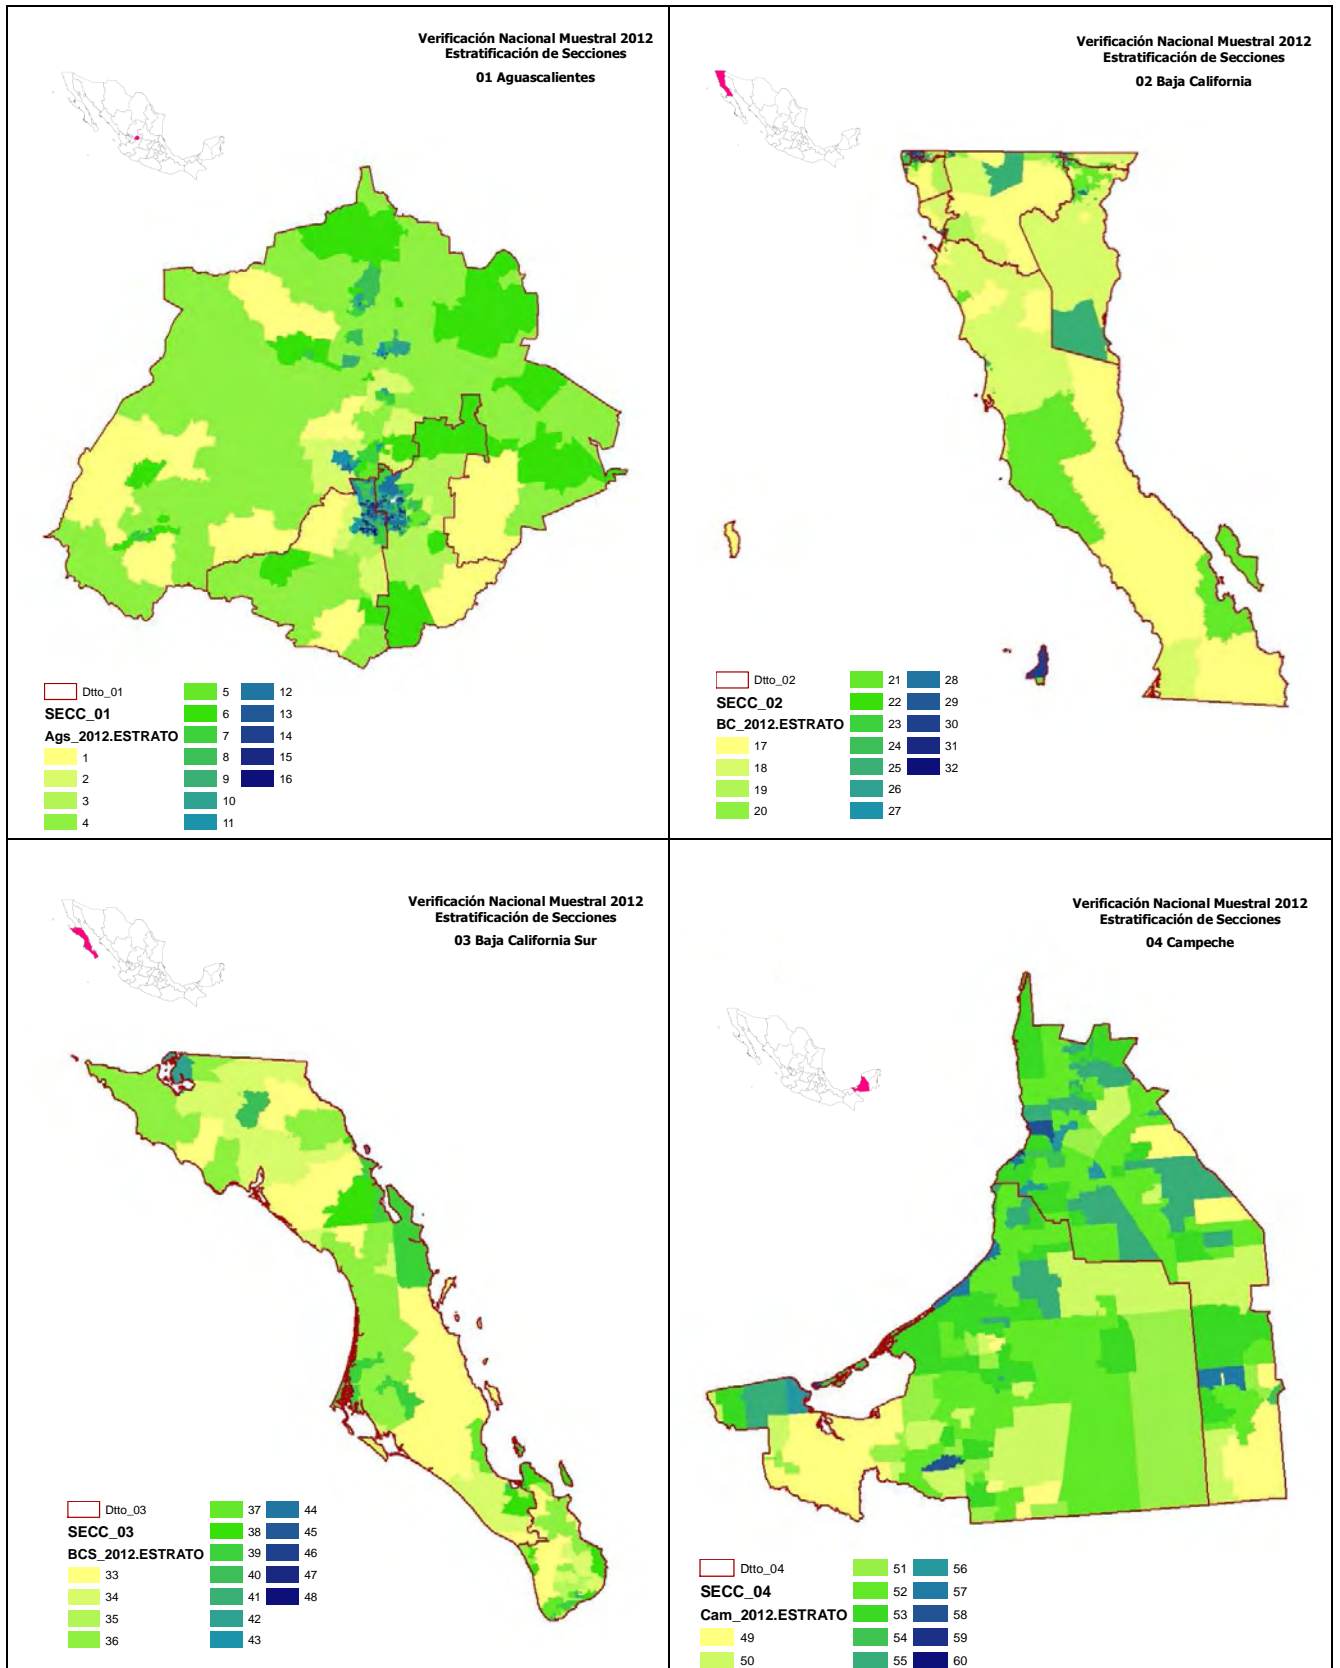 Verificación Nacional Muestral 2012
Estratificación de Secciones
01 Aguascalientes
Dtto_01
SECC_01
Ags_2012.ESTRATO
1
2
3
4
5
6
7
8
9
10
11
12
13
14
15
16
Verificación Nacional Muestral 2012
Estratificación de Secciones
02 Baja California
Dtto_02
SECC_02
BC_2012.ESTRATO
17
18
19
20
21
22
23
24
25
26
27
28
29
30
31
32
Verificación Nacional Muestral 2012
Estratificación de Secciones
03 Baja California Sur
Dtto_03
SECC_03
BCS_2012.ESTRATO
33
34
35
36
37
38
39
40
41
42
43
44
45
46
47
48
Verificación Nacional Muestral 2012
Estratificación de Secciones
04 Campeche
Dtto_04
SECC_04
Cam_2012.ESTRATO
49
50
51
52
53
54
55
56
57
58
59
60